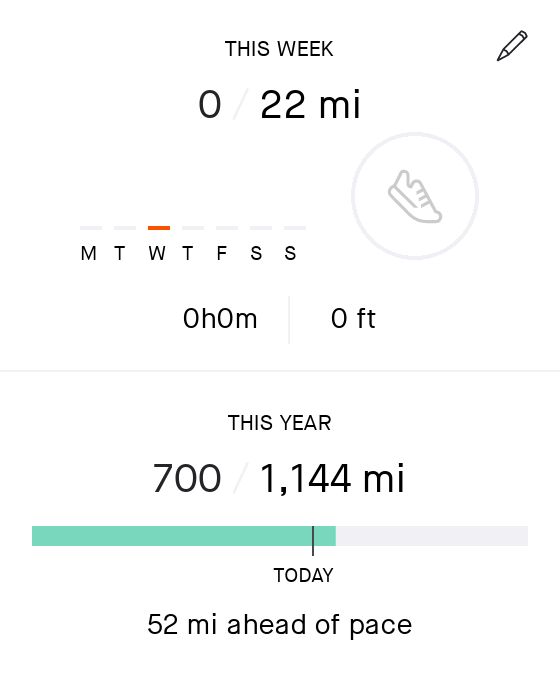 THIS WEEK
0 / 22 mi
M T W T F S S
0h0m
0 ft
THIS YEAR
700 / 1,144 mi
TODAY
52 mi ahead of pace